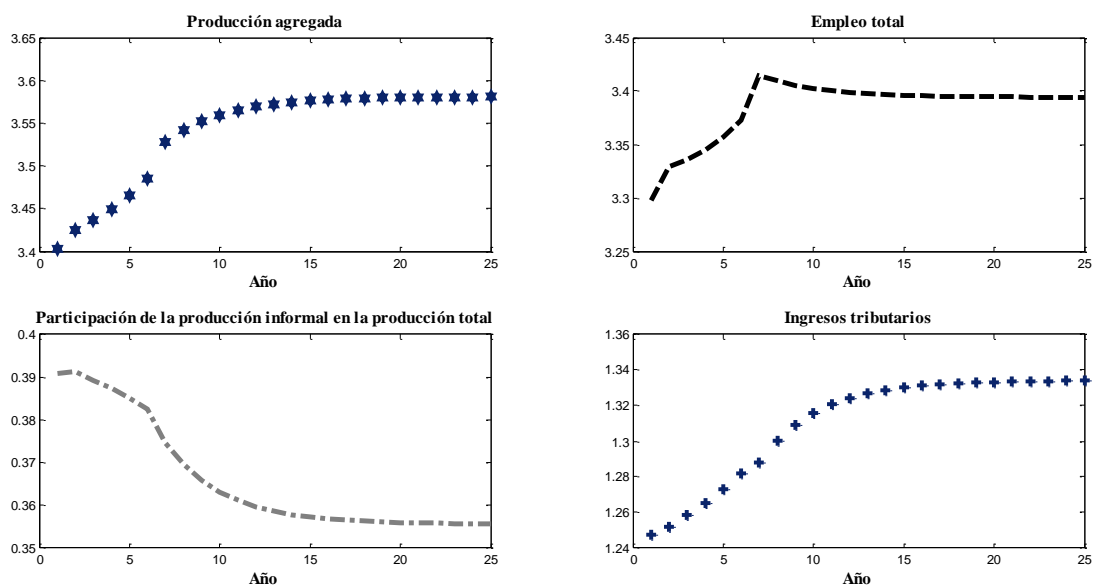 Producción agregada
3.65
3.6
3.55
3.5
3.45
3.4
0 5 10 15 20 25
Año
Empleo total
3.45
3.4
3.35
3.3
3.25
0 5 10 15 20 25
Año
Participación de la producción informal en la producción total
0.4
0.39
0.38
0.37
0.36
0.35
0 5 10 15 20 25
Año
Ingresos tributarios
1.36
1.34
1.32
1.3
1.28
1.26
1.24
0 5 10 15 20 25
Año